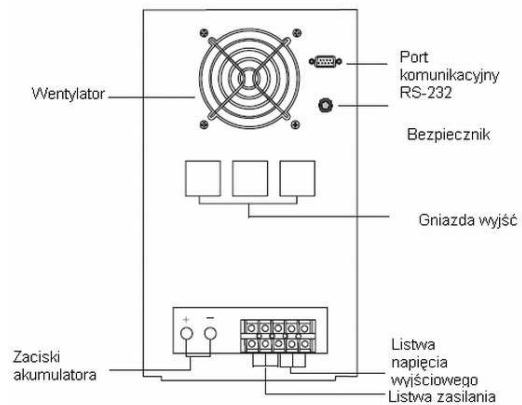 Wentylator
Port
komunikacyjny
RS-232
Bezpiecznik
Gniazda wyjść
+ −
Zaciski
akumulatora
Listwa
napięcia
wyjściowego
Listwa zasilania